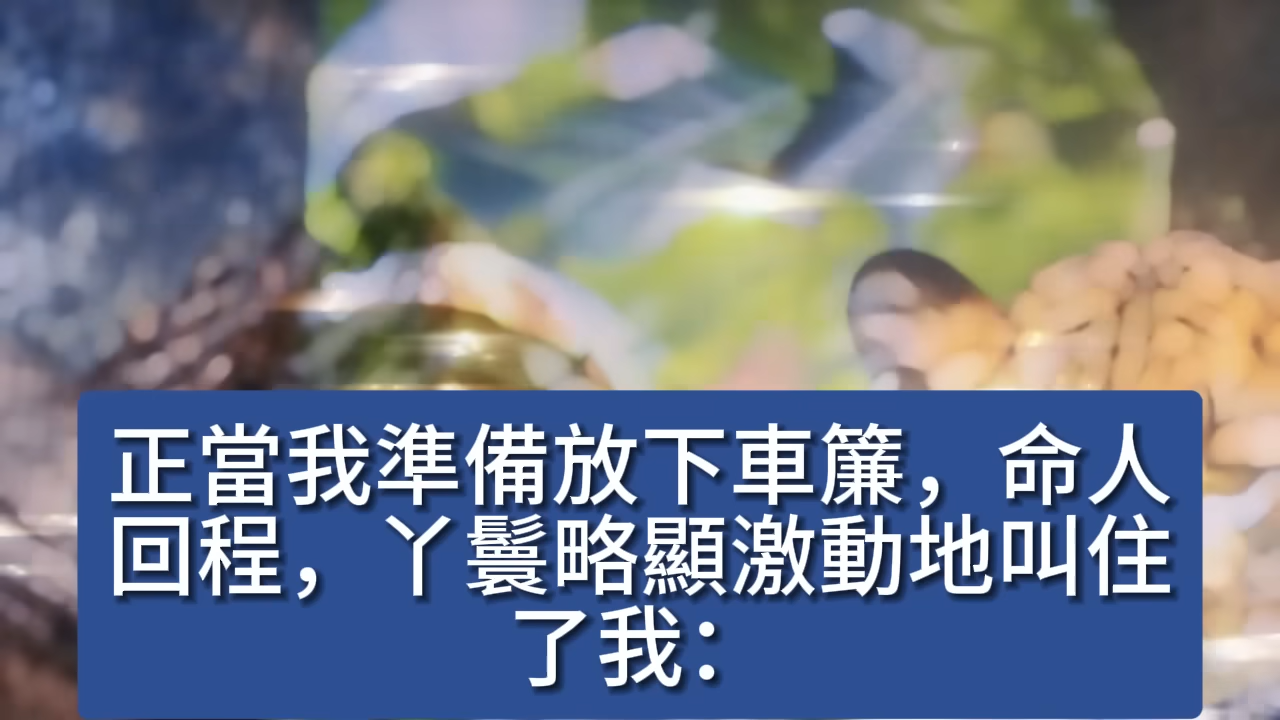 正當我準備放下車簾，命人
回程，丫鬟略顯激動地叫住
了我：